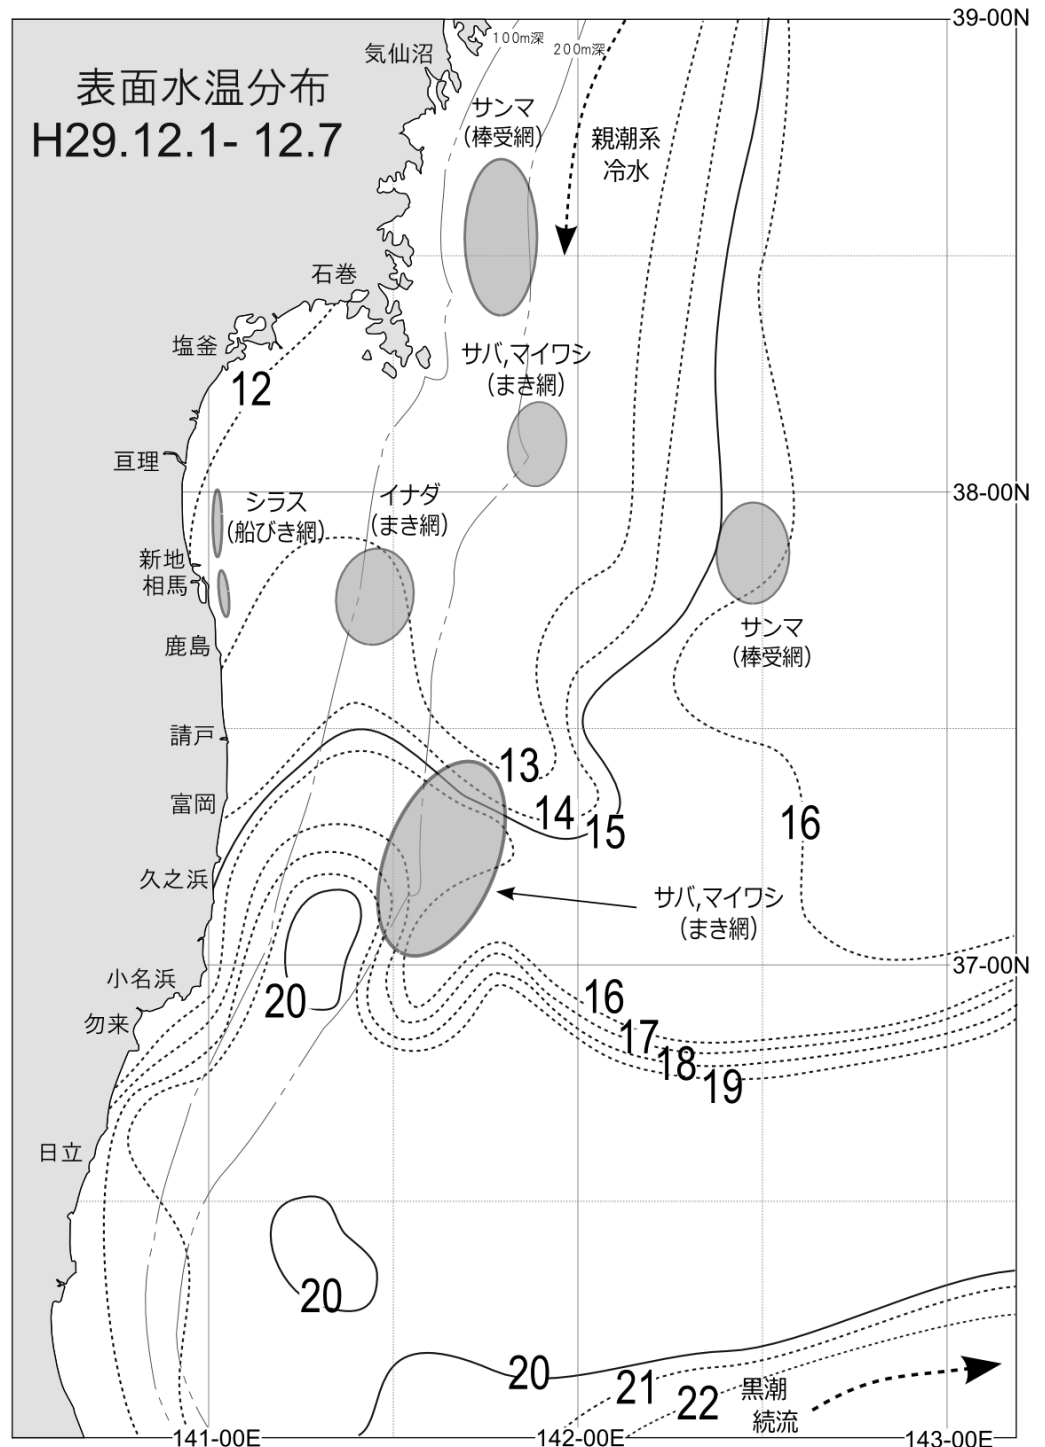 39-00N
100m深
200m深
気仙沼
表面水温分布
H29.12.1- 12.7
サンマ
(棒受網)
親潮系
冷水
石巻
塩釜
サバ,マイワシ
(まき網)
12
亘理
38-00N
シラス
(船びき網)
イナダ
(まき網)
新地
相馬
鹿島
サンマ
(棒受網)
請戸
13
富岡
14
15
16
久之浜
サバ,マイワシ
(まき網)
37-00N
小名浜
20
16
勿来
17
18
19
日立
20
20
21
22
黒潮
続流
141-00E
142-00E
143-00E